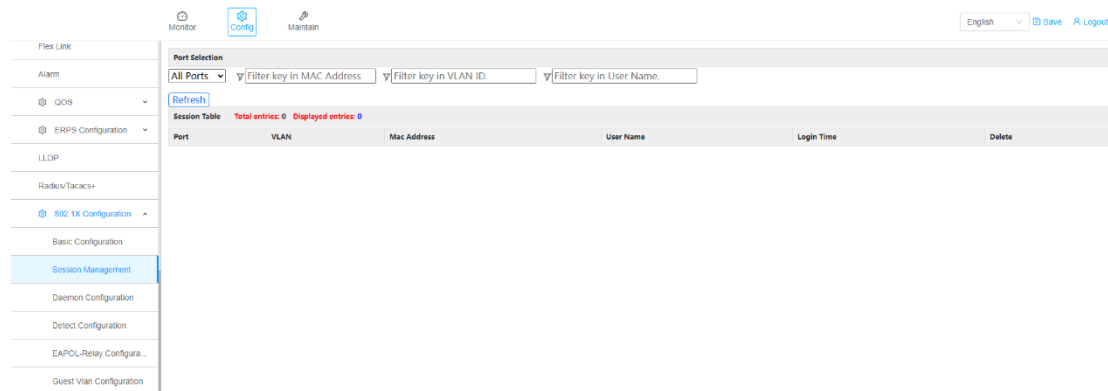 Monitor
Config
Maintain
English
Save
Logout
Flex Link
Alarm
QOS
ERPS Configuration
LLDP
Radius/Tacacs+
802.1X Configuration
Basic Configuration
Session Management
Daemon Configuration
Detect Configuration
EAPOL-Relay Configura...
Guest Vlan Configuration
Port Selection
All Ports Filter key in MAC Address Filter key in VLAN ID. Filter key in User Name.
Refresh
Session Table Total entries: 0 Displayed entries: 0
Port VLAN Mac Address User Name Login Time Delete